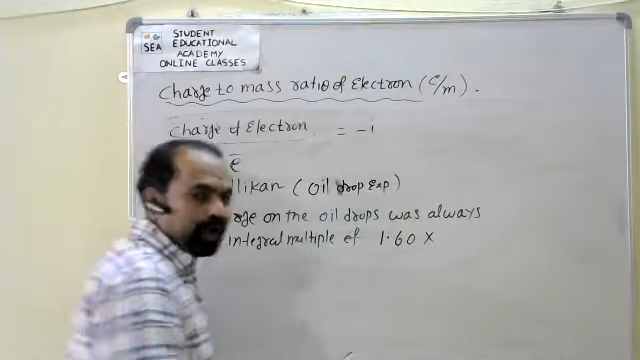 SEA
STUDENT
EDUCATIONAL
ACADEMY
ONLINE CLASSES
Charge to mass ratio of Electron (e/m).
Charge of Electron = -1
e
llikan (Oil drop Exp)
rge on the oil drops was always
integral multiple of 1.60 ×